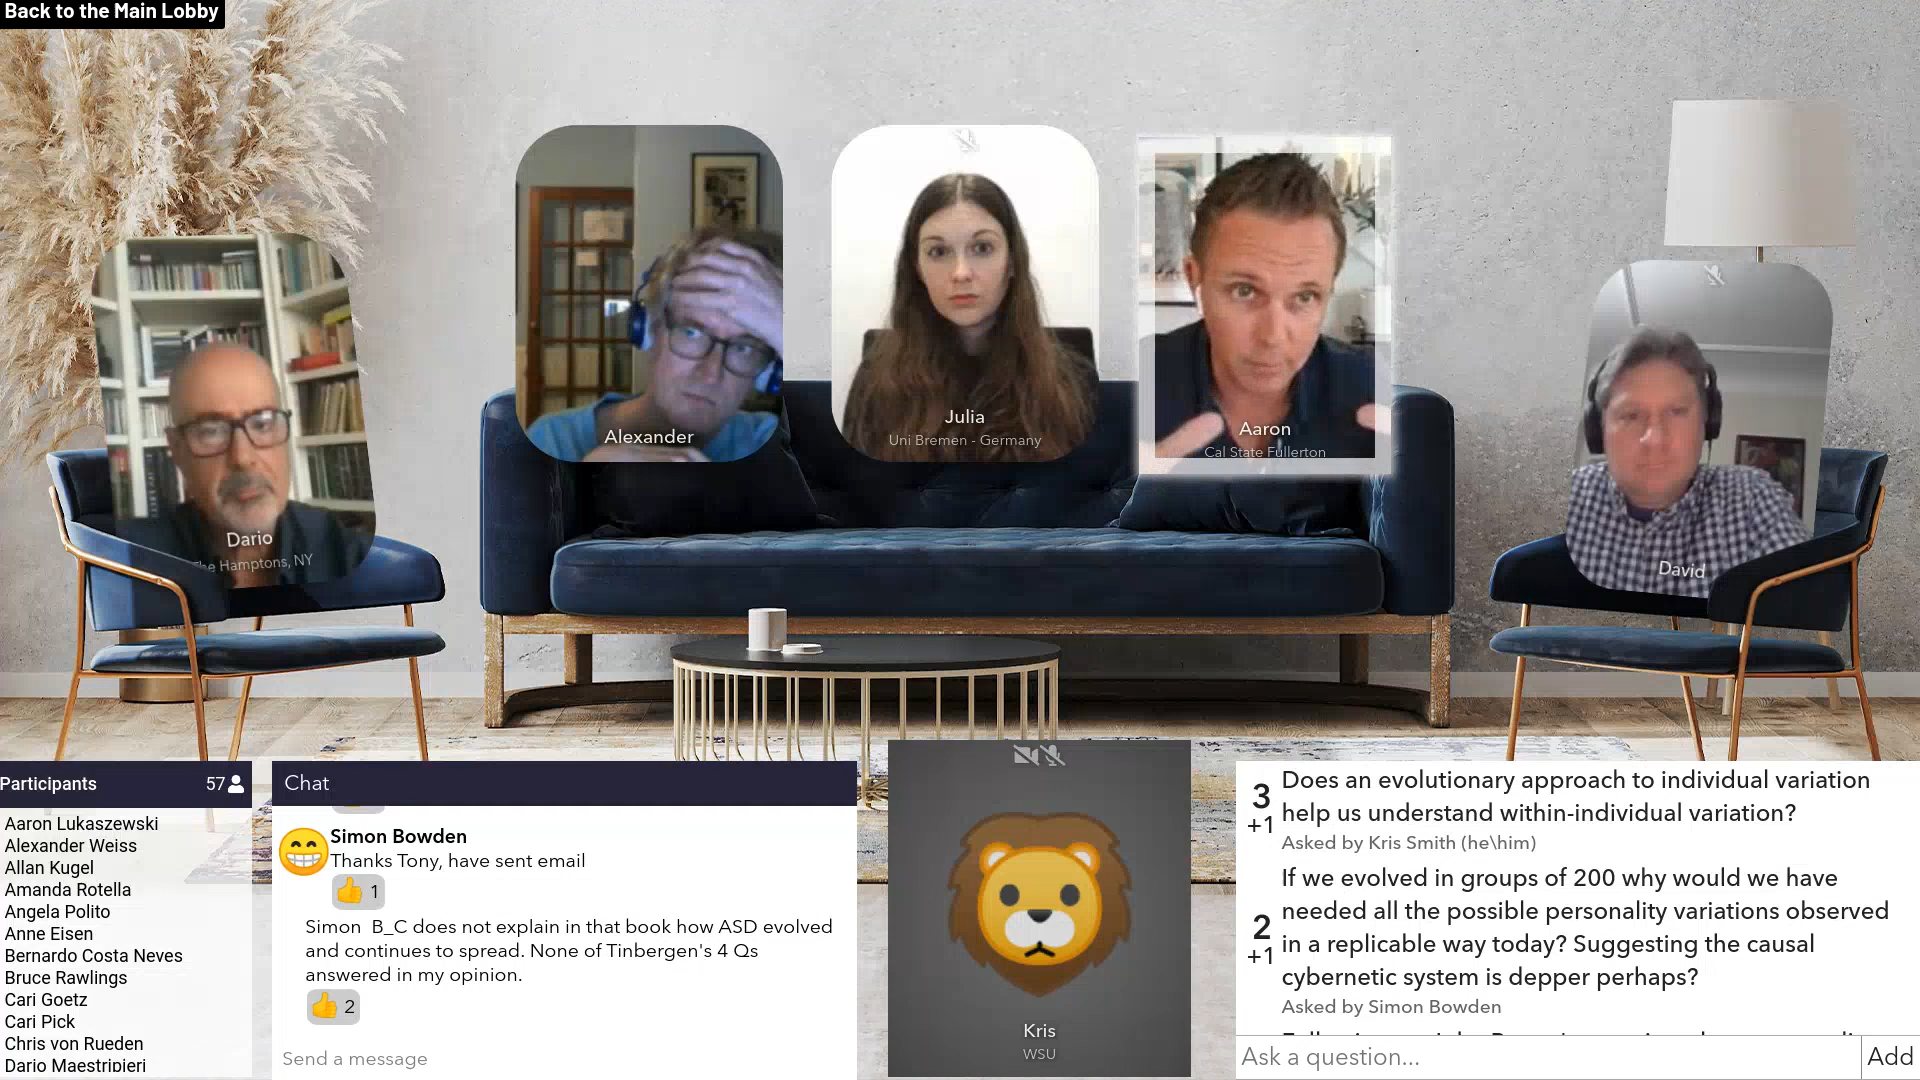 Back to the Main Lobby
Alexander
Julia
Uni Bremen - Germany
Aaron
Cal State Fullerton
Dario
The Hamptons, NY
David
Participants 57
Aaron Lukaszewski
Alexander Weiss
Allan Kugel
Amanda Rotella
Angela Polito
Anne Eisen
Bernardo Costa Neves
Bruce Rawlings
Cari Goetz
Cari Pick
Chris von Rueden
Dario Maestripieri
Chat
Simon Bowden
Thanks Tony, have sent email
1
Simon B_C does not explain in that book how ASD evolved
and continues to spread. None of Tinbergen's 4 Qs
answered in my opinion.
2
Send a message
Kris
WSU
3
+1
Does an evolutionary approach to individual variation
help us understand within-individual variation?
Asked by Kris Smith (he\him)
2
+1
If we evolved in groups of 200 why would we have
needed all the possible personality variations observed
in a replicable way today? Suggesting the causal
cybernetic system is depper perhaps?
Asked by Simon Bowden
Ask a question...
Add